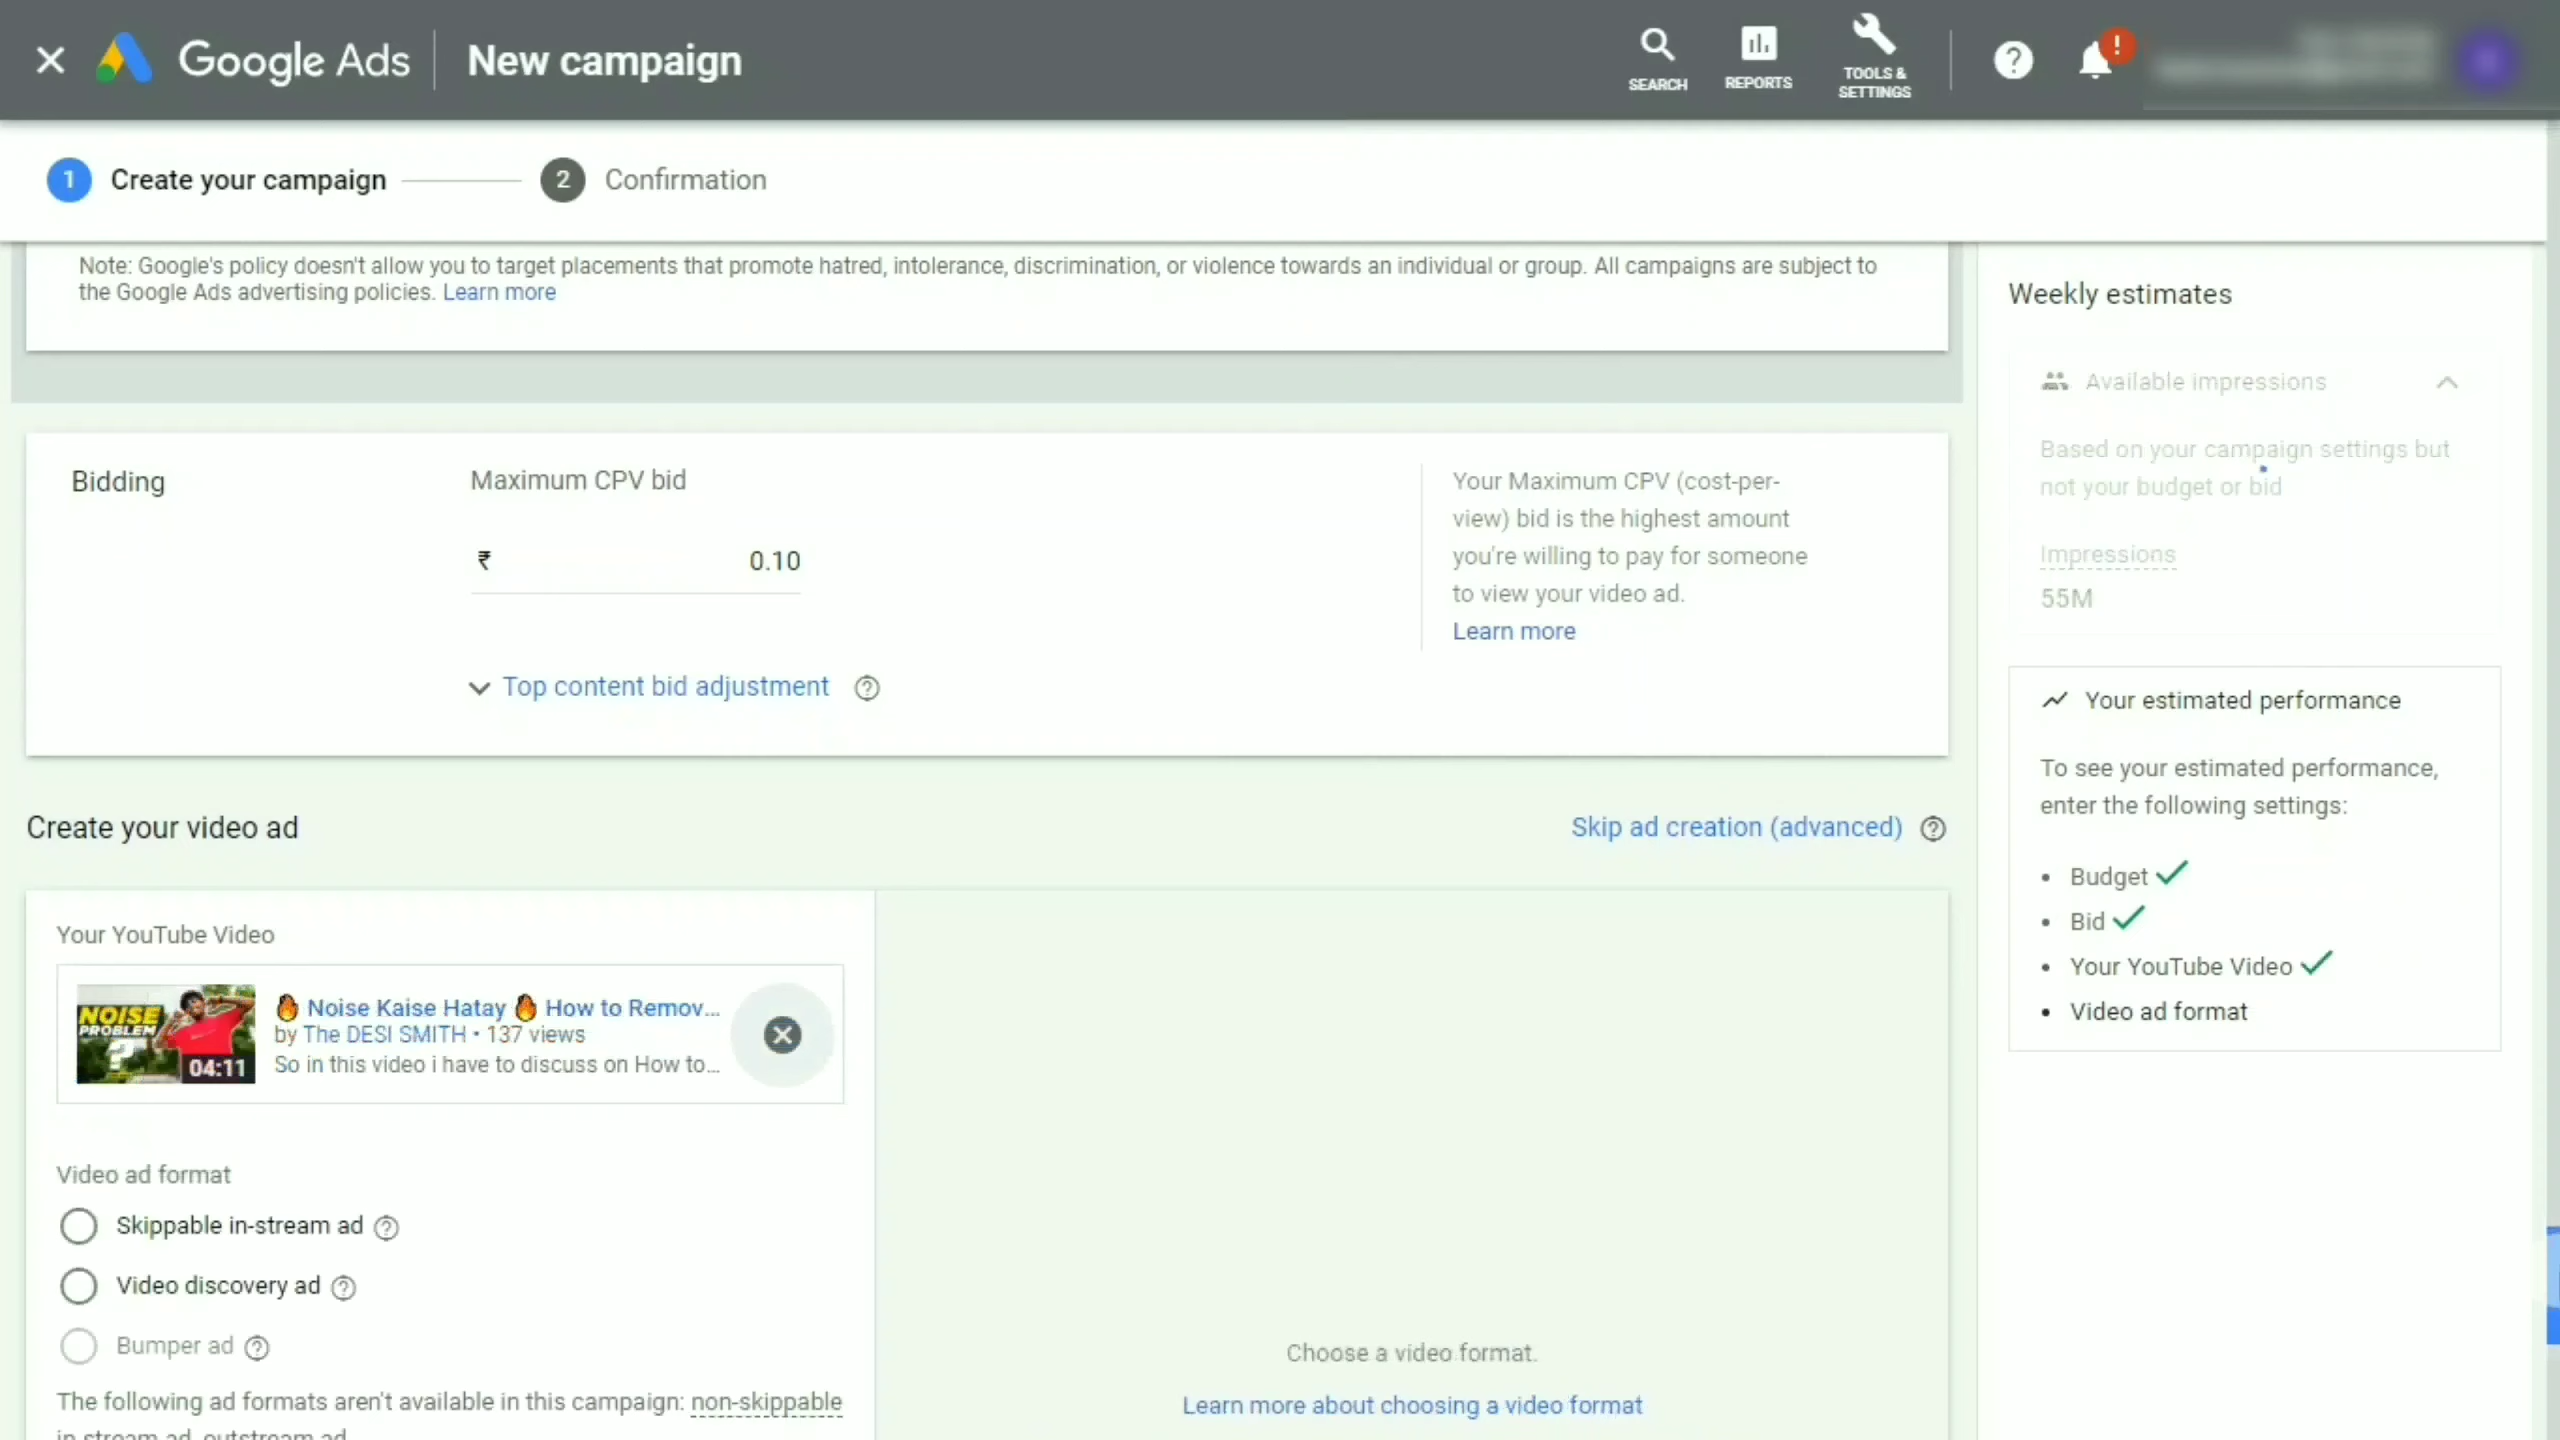 Google Ads
New campaign
SEARCH
REPORTS
TOOLS &
SETTINGS
1 Create your campaign
2 Confirmation
Note: Google's policy doesn't allow you to target placements that promote hatred, intolerance, discrimination, or violence towards an individual or group. All campaigns are subject to
the Google Ads advertising policies. Learn more
Bidding
Maximum CPV bid
₹ 0.10
Top content bid adjustment
Your Maximum CPV (cost-per-
view) bid is the highest amount
you're willing to pay for someone
to view your video ad.
Learn more
Create your video ad
Skip ad creation (advanced)
Your YouTube Video
NOISE
PROBLEM
?
04:11
🔥 Noise Kaise Hatay 🔥 How to Remov...
by The DESI SMITH • 137 views
So in this video i have to discuss on How to...
Video ad format
Skippable in-stream ad
Video discovery ad
Bumper ad
The following ad formats aren't available in this campaign: non-skippable
in stream ad, outstream ad
Choose a video format.
Learn more about choosing a video format
Weekly estimates
Available impressions
Based on your campaign settings but
not your budget or bid
Impressions
55M
Your estimated performance
To see your estimated performance,
enter the following settings:
• Budget
• Bid
• Your YouTube Video
• Video ad format